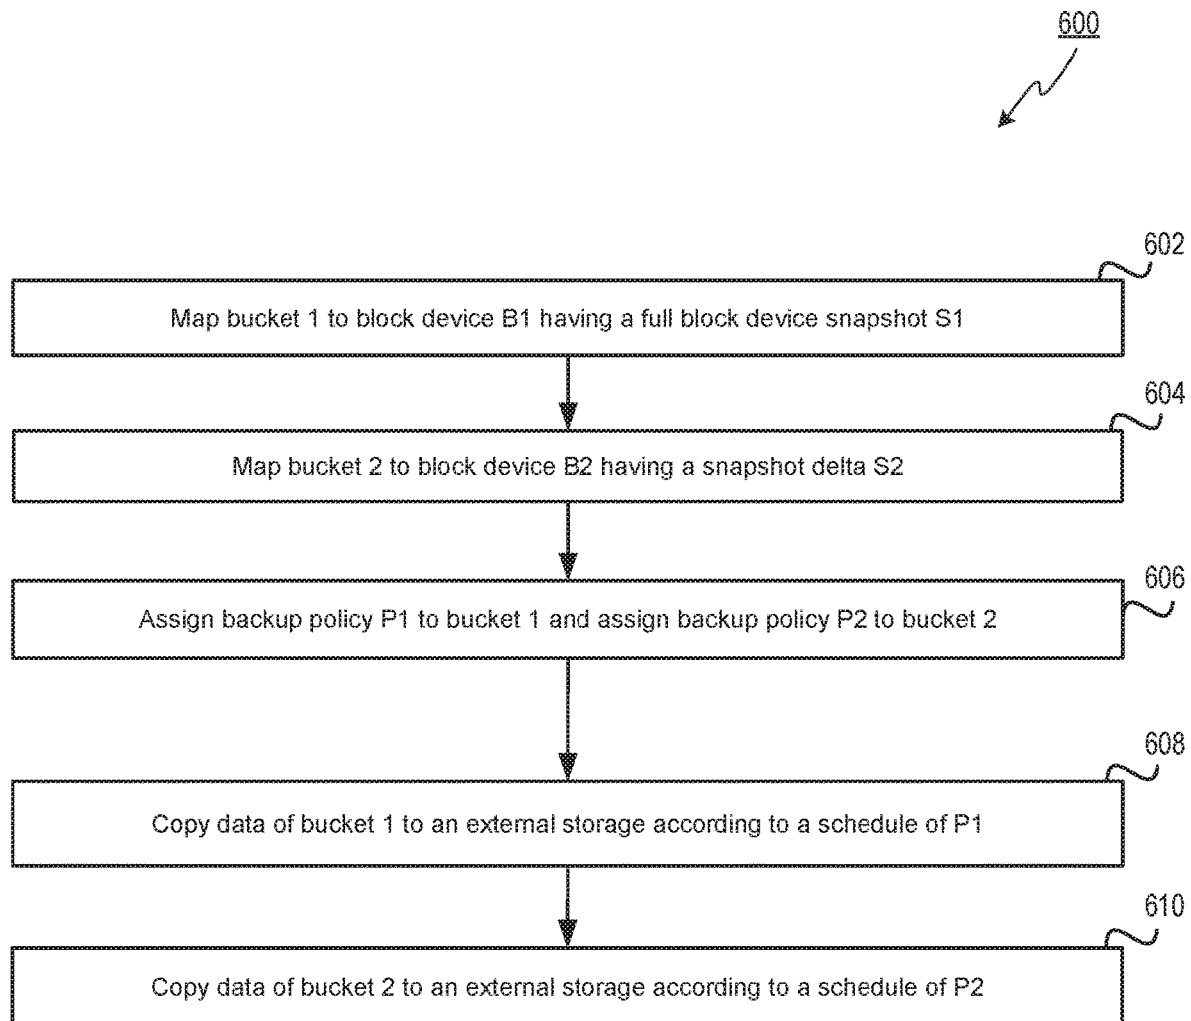 600
602
Map bucket 1 to block device B1 having a full block device snapshot S1
604
Map bucket 2 to block device B2 having a snapshot delta S2
606
Assign backup policy P1 to bucket 1 and assign backup policy P2 to bucket 2
608
Copy data of bucket 1 to an external storage according to a schedule of P1
610
Copy data of bucket 2 to an external storage according to a schedule of P2